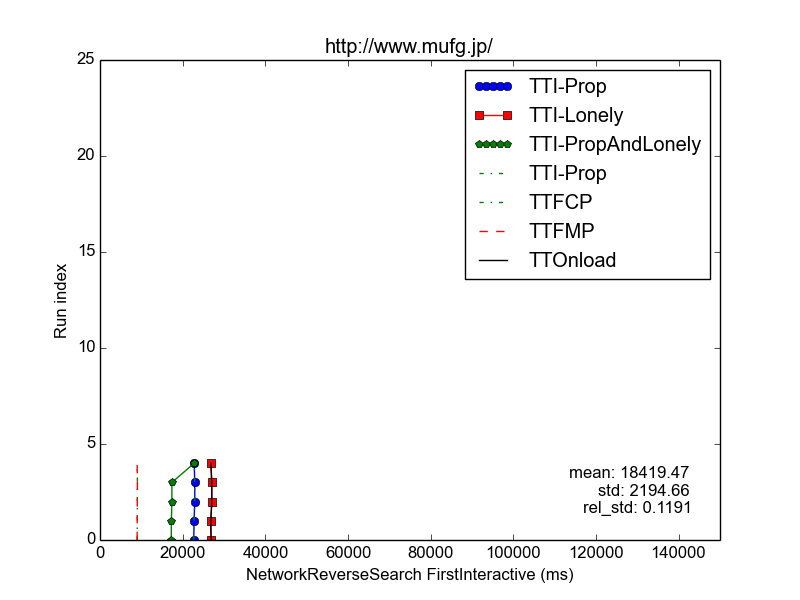 http://www.mufg.jp/
25
20
15
10
5
0
Run index
TTI-Prop
TTI-Lonely
TTI-PropAndLonely
TTI-Prop
TTFCP
TTFMP
TTOnload
mean: 18419.47
std: 2194.66
rel_std: 0.1191
0 20000 40000 60000 80000 100000 120000 140000
NetworkReverseSearch FirstInteractive (ms)